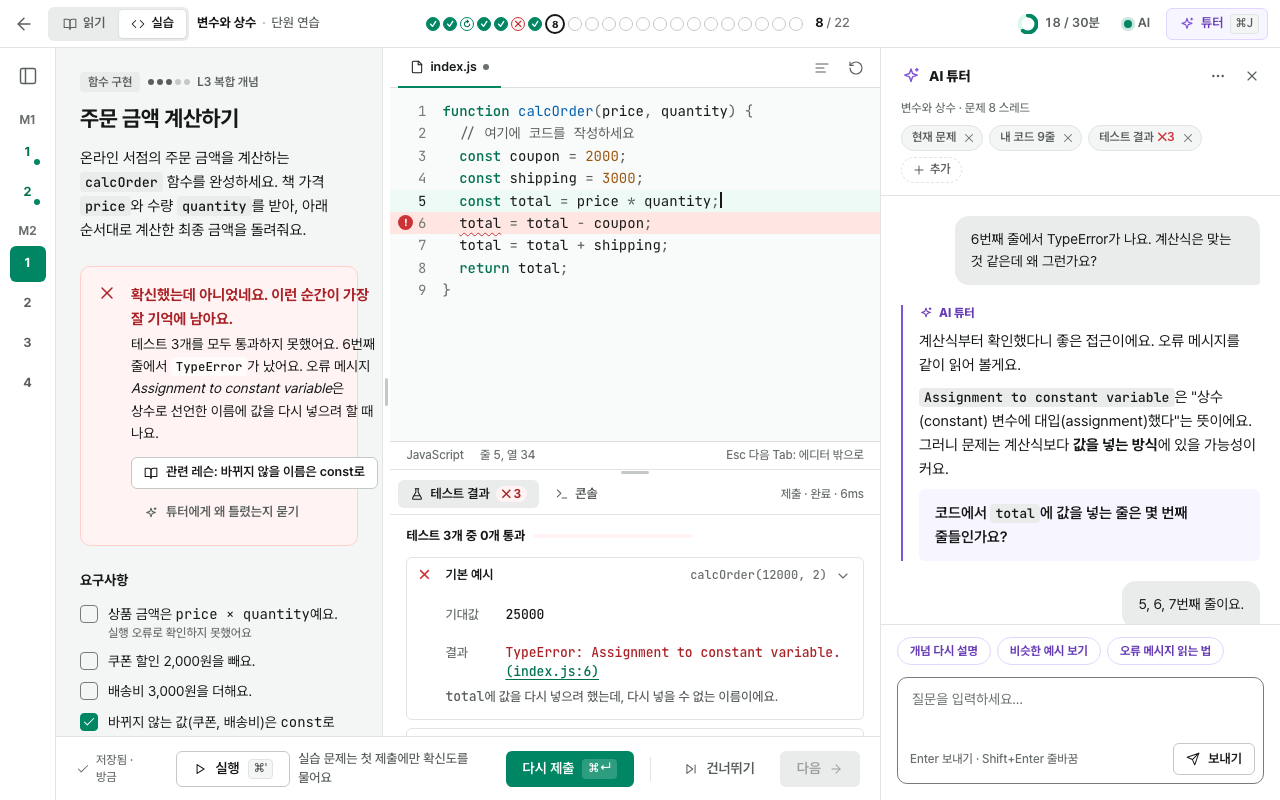 읽기 실습 변수와 상수 · 단원 연습 8 8 / 22 18 / 30분 AI 튜터 ⌘J
M1
1
2
M2
1
2
3
4
함수 구현 L3 복합 개념
주문 금액 계산하기
온라인 서점의 주문 금액을 계산하는
calcOrder 함수를 완성하세요. 책 가격
price 와 수량 quantity 를 받아, 아래
순서대로 계산한 최종 금액을 돌려줘요.
확신했는데 아니었네요. 이런 순간이 가장
잘 기억에 남아요.
테스트 3개를 모두 통과하지 못했어요. 6번째
줄에서 TypeError 가 났어요. 오류 메시지
Assignment to constant variable은
상수로 선언한 이름에 값을 다시 넣으려 할 때
나요.
관련 레슨: 바뀌지 않을 이름은 const로
튜터에게 왜 틀렸는지 묻기
요구사항
상품 금액은 price × quantity예요.
실행 오류로 확인하지 못했어요
쿠폰 할인 2,000원을 빼요.
배송비 3,000원을 더해요.
바뀌지 않는 값(쿠폰, 배송비)은 const로
index.js
1 function calcOrder(price, quantity) {
2 // 여기에 코드를 작성하세요
3 const coupon = 2000;
4 const shipping = 3000;
5 const total = price * quantity;
6 total = total - coupon;
7 total = total + shipping;
8 return total;
9 }
JavaScript 줄 5, 열 34 Esc 다음 Tab: 에디터 밖으로
테스트 결과 ×3 콘솔 제출 · 완료 · 6ms
테스트 3개 중 0개 통과
기본 예시 calcOrder(12000, 2)
기대값 25000
결과 TypeError: Assignment to constant variable.
(index.js:6)
total에 값을 다시 넣으려 했는데, 다시 넣을 수 없는 이름이에요.
AI 튜터
변수와 상수 · 문제 8 스레드
현재 문제 내 코드 9줄 테스트 결과 ×3
추가
6번째 줄에서 TypeError가 나요. 계산식은 맞는
것 같은데 왜 그런가요?
AI 튜터
계산식부터 확인했다니 좋은 접근이에요. 오류 메시지를
같이 읽어 볼게요.
Assignment to constant variable은 "상수
(constant) 변수에 대입(assignment)했다"는 뜻이에요.
그러니 문제는 계산식보다 값을 넣는 방식에 있을 가능성이
커요.
코드에서 total에 값을 넣는 줄은 몇 번째
줄들인가요?
5, 6, 7번째 줄이요.
개념 다시 설명 비슷한 예시 보기 오류 메시지 읽는 법
질문을 입력하세요...
Enter 보내기 · Shift+Enter 줄바꿈 보내기
저장됨 ·
방금
실행 ⌘'
실습 문제는 첫 제출에만 확신도를
물어요
다시 제출 ⌘↵ 건너뛰기 다음